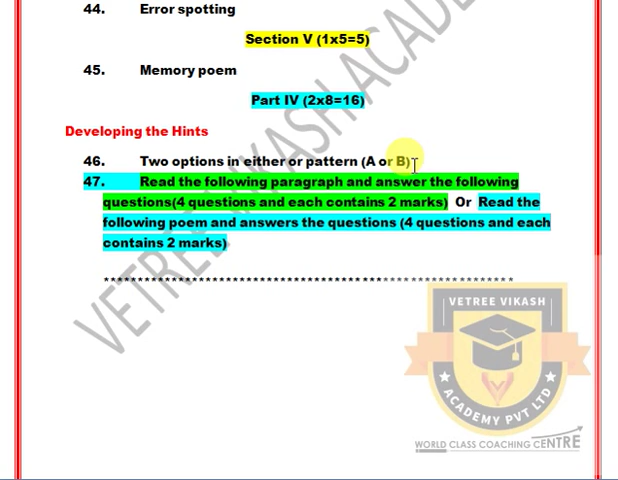 44. Error spotting
Section V (1x5=5)
45. Memory poem
Part IV (2x8=16)
Developing the Hints
46. Two options in either or pattern (A or B)
47. Read the following paragraph and answer the following
questions(4 questions and each contains 2 marks) Or Read the
following poem and answers the questions (4 questions and each
contains 2 marks)
*************************************************************
VETREE VIKASH ACADE
VETREE VIKASH
ACADEMY PVT LTD
WORLD CLASS COACHING CENTRE